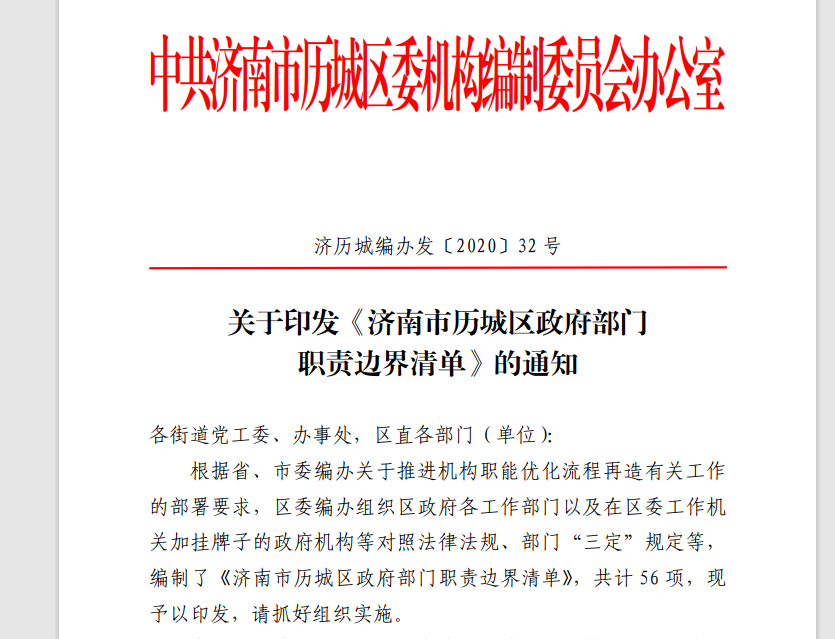 中共济南市历城区委机构编制委员会办公室
济历城编办发〔2020〕32 号
关于印发《济南市历城区政府部门
职责边界清单》的通知
各街道党工委、办事处，区直各部门（单位）：
根据省、市委编办关于推进机构职能优化流程再造有关工作
的部署要求，区委编办组织区政府各工作部门以及在区委工作机
关加挂牌子的政府机构等对照法律法规、部门“三定”规定等，
编制了《济南市历城区政府部门职责边界清单》，共计 56 项，现
予以印发，请抓好组织实施。